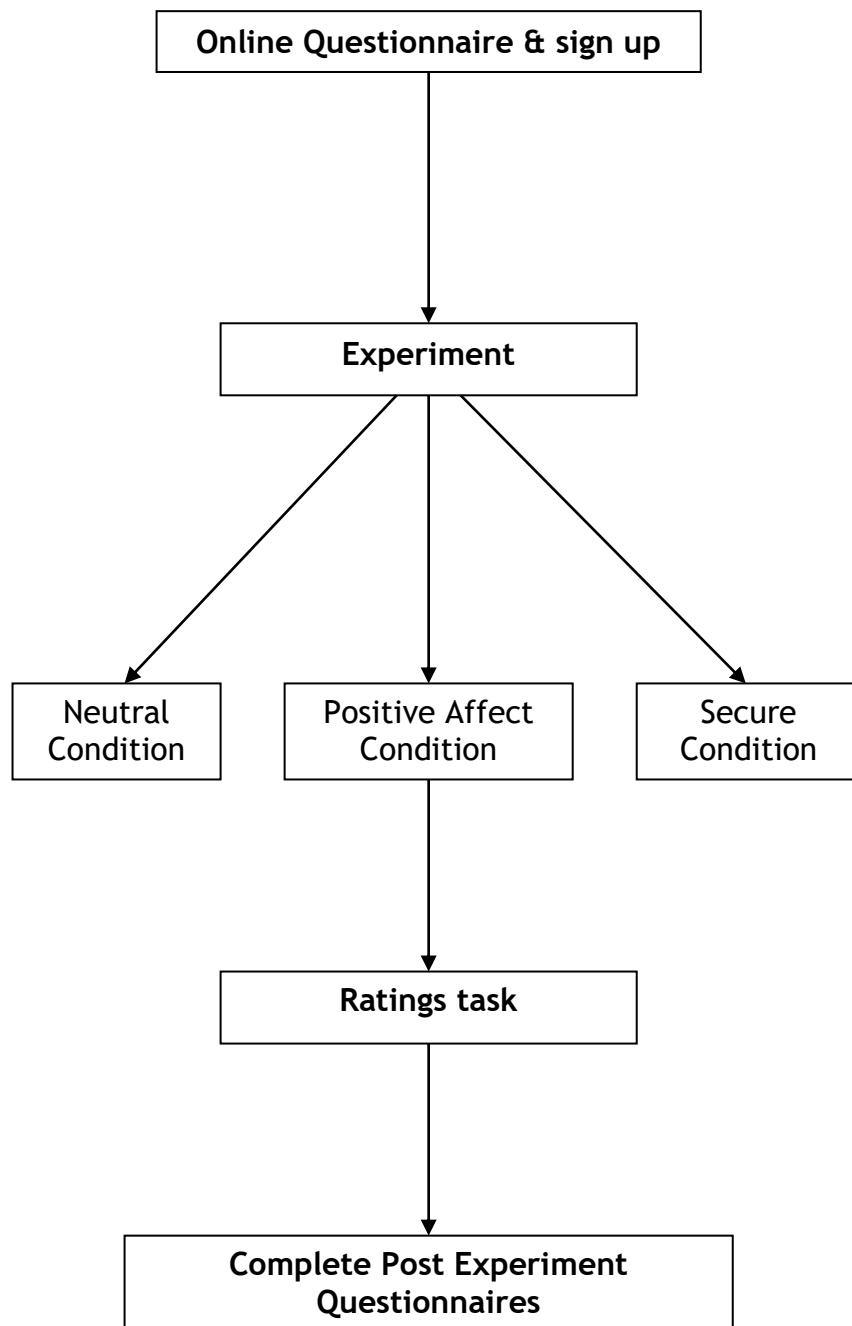 Online Questionnaire & sign up
Experiment
Neutral
Condition
Positive Affect
Condition
Secure
Condition
Ratings task
Complete Post Experiment
Questionnaires